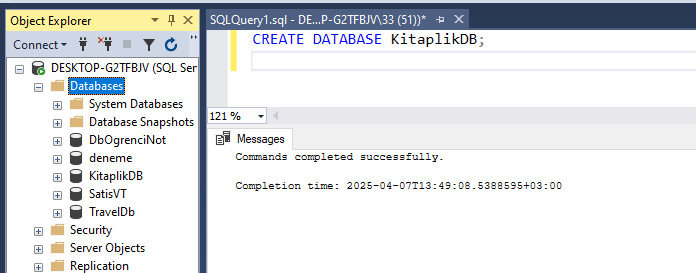 Object Explorer
Connect
DESKTOP-G2TFBJV (SQL Ser
Databases
System Databases
Database Snapshots
DbOgrenciNot
deneme
KitaplikDB
SatisVT
TravelDb
Security
Server Objects
Replication
SQLQuery1.sql - DE...P-G2TFBJV\33 (51))*
CREATE DATABASE KitaplikDB;
121 %
Messages
Commands completed successfully.
Completion time: 2025-04-07T13:49:08.5388595+03:00